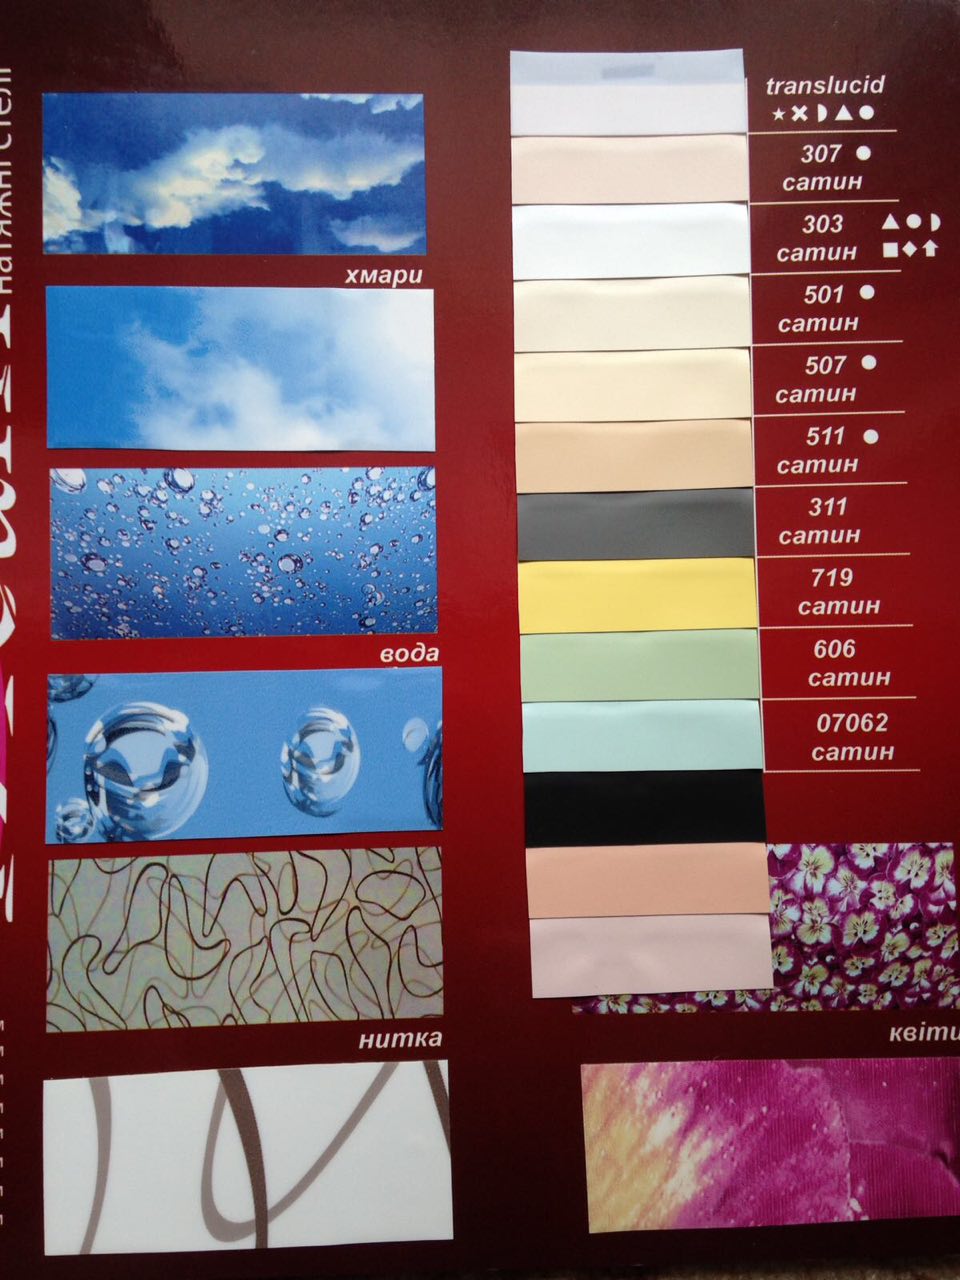 натяжні стелі
хмари
вода
нитка
translucid
307
сатин
303
сатин
501
сатин
507
сатин
511
сатин
311
сатин
719
сатин
606
сатин
07062
сатин
квіти